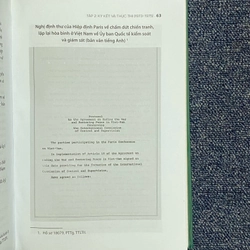 TẬP 4: KÝ KẾT VÀ THỰC THI HIỆP ĐỊNH 63
Nghị định thư của Hiệp định Paris về chấm dứt chiến tranh,
lập lại hòa bình ở Việt Nam về Ủy ban Quốc tế kiểm soát
và giám sát (bản văn tiếng Anh)¹
Protocol
to the Agreement on Ending the War
and Restoring Peace in Viet-Nam
Concerning
the International Commission
of Control and Supervision
The parties participating in the Paris Conference
on Viet-Nam,
In implementation of Article 18 of the Agreement on
Ending the War and Restoring Peace in Viet-Nam signed on
this date providing for the formation of the International
Commission of Control and Supervision,
Have agreed as follows: